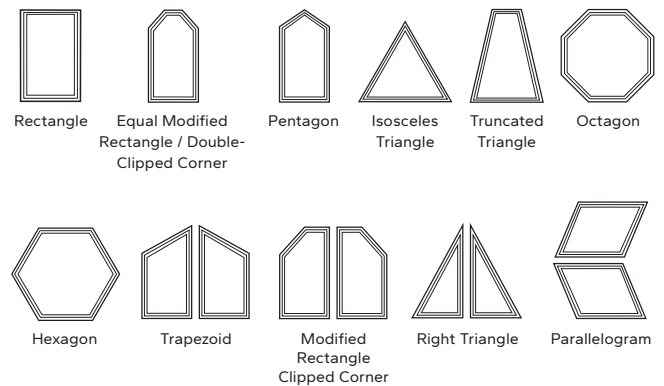 Rectangle
Equal Modified
Rectangle / Double-
Clipped Corner
Pentagon
Isosceles
Triangle
Truncated
Triangle
Octagon
Hexagon
Trapezoid
Modified
Rectangle
Clipped Corner
Right Triangle
Parallelogram